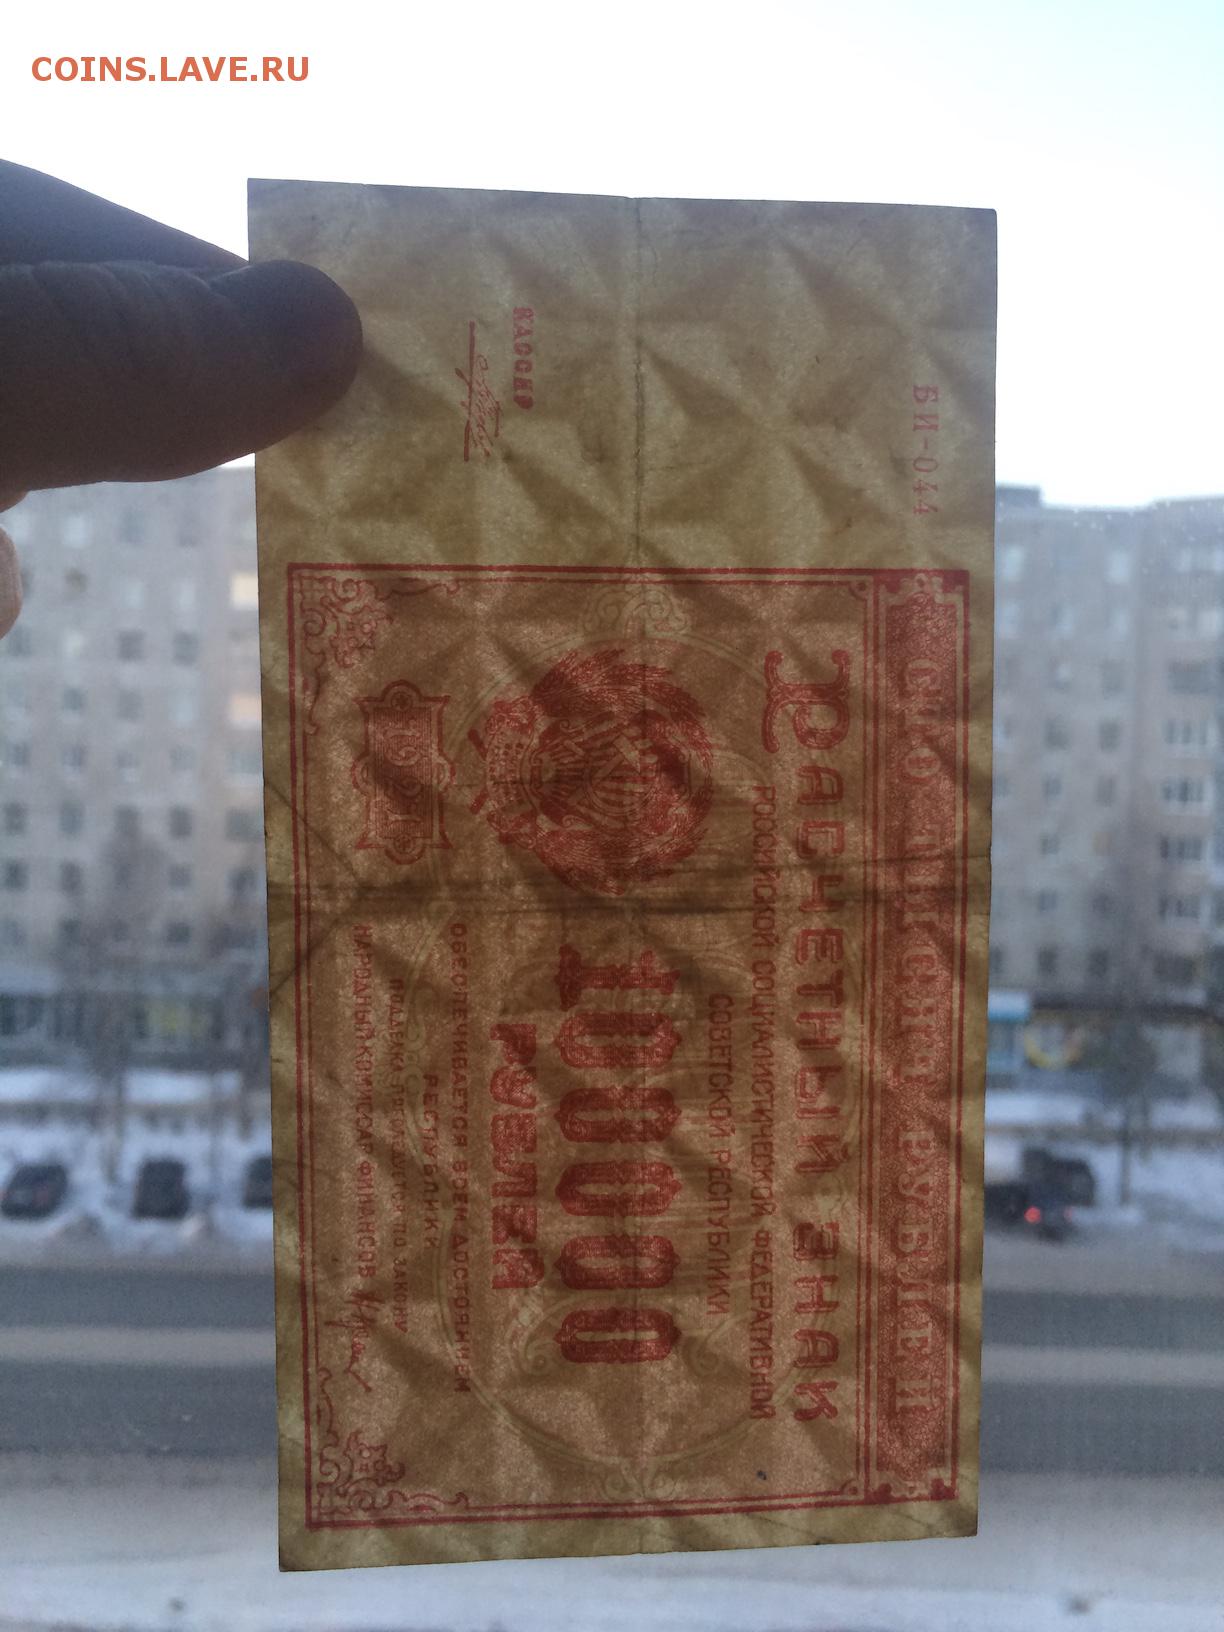 COINS.LAVE.RU
БИ-044
КАССИР
СТО ТЫСЯЧ РУБЛЕЙ
РАСЧЕТНЫЙ ЗНАК
РОССИЙСКОЙ СОЦИАЛИСТИЧЕСКОЙ ФЕДЕРАТИВНОЙ
СОВЕТСКОЙ РЕСПУБЛИКИ
100000
РУБЛЕЙ
ОБЕСПЕЧИВАЕТСЯ ВСЕМ ДОСТОЯНИЕМ
РЕСПУБЛИКИ
ПОДДЕЛКА ПРЕСЛЕДУЕТСЯ ПО ЗАКОНУ
НАРОДНЫЙ КОМИССАР ФИНАНСОВ
1921